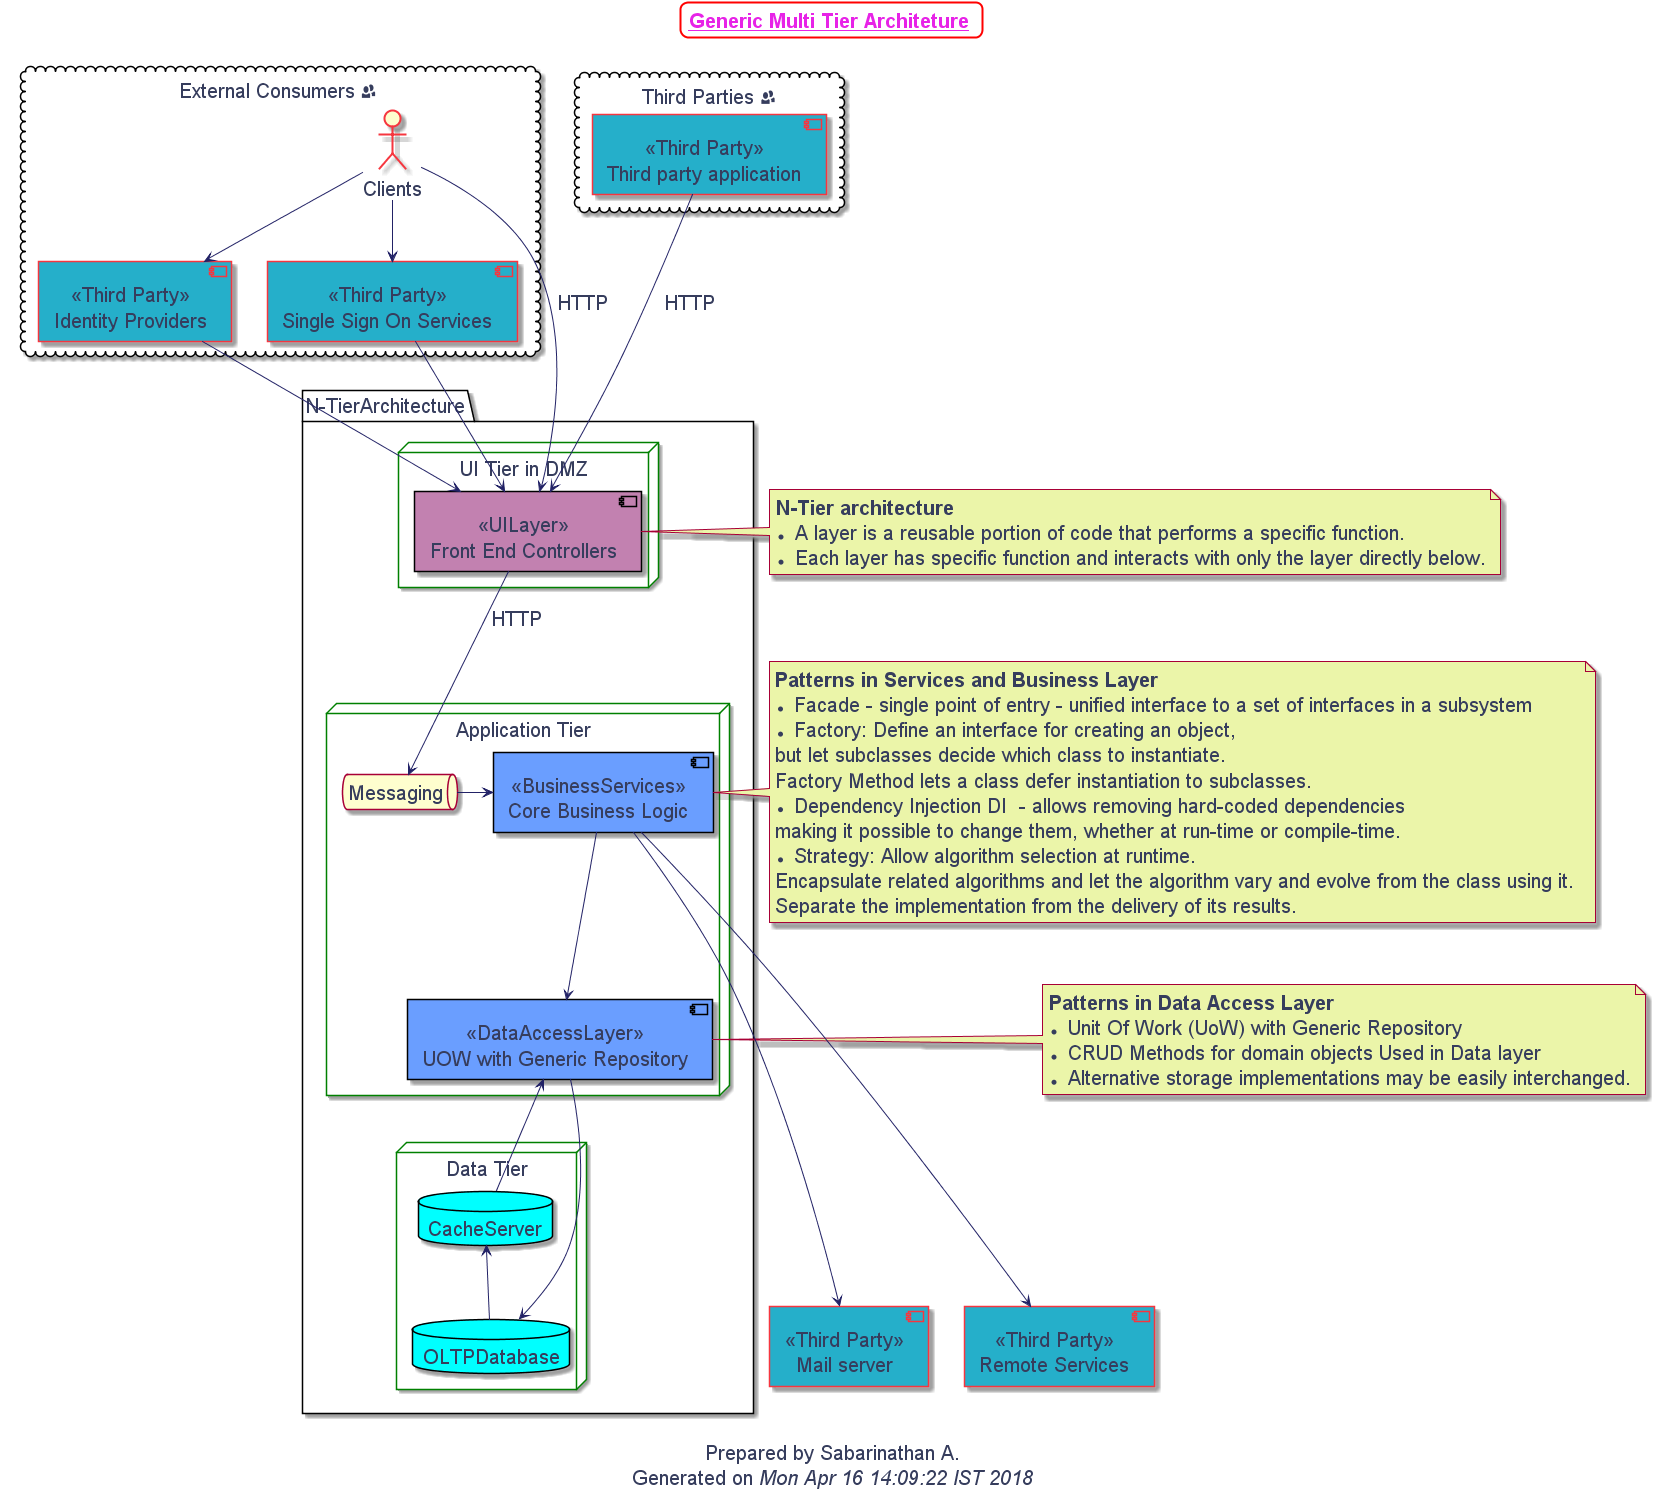 Generic Multi Tier Architeture
External Consumers
Third Parties
«Third Party»
Third party application
Clients
«Third Party»
Identity Providers
«Third Party»
Single Sign On Services
HTTP
HTTP
N-TierArchitecture
UI Tier in DMZ
«UILayer»
Front End Controllers
N-Tier architecture
• A layer is a reusable portion of code that performs a specific function.
• Each layer has specific function and interacts with only the layer directly below.
HTTP
Application Tier
Messaging
«BusinessServices»
Core Business Logic
Patterns in Services and Business Layer
• Facade - single point of entry - unified interface to a set of interfaces in a subsystem
• Factory: Define an interface for creating an object,
but let subclasses decide which class to instantiate.
Factory Method lets a class defer instantiation to subclasses.
• Dependency Injection DI - allows removing hard-coded dependencies
making it possible to change them, whether at run-time or compile-time.
• Strategy: Allow algorithm selection at runtime.
Encapsulate related algorithms and let the algorithm vary and evolve from the class using it.
Separate the implementation from the delivery of its results.
«DataAccessLayer»
UOW with Generic Repository
Patterns in Data Access Layer
• Unit Of Work (UoW) with Generic Repository
• CRUD Methods for domain objects Used in Data layer
• Alternative storage implementations may be easily interchanged.
Data Tier
CacheServer
OLTPDatabase
«Third Party»
Mail server
«Third Party»
Remote Services
Prepared by Sabarinathan A.
Generated on Mon Apr 16 14:09:22 IST 2018